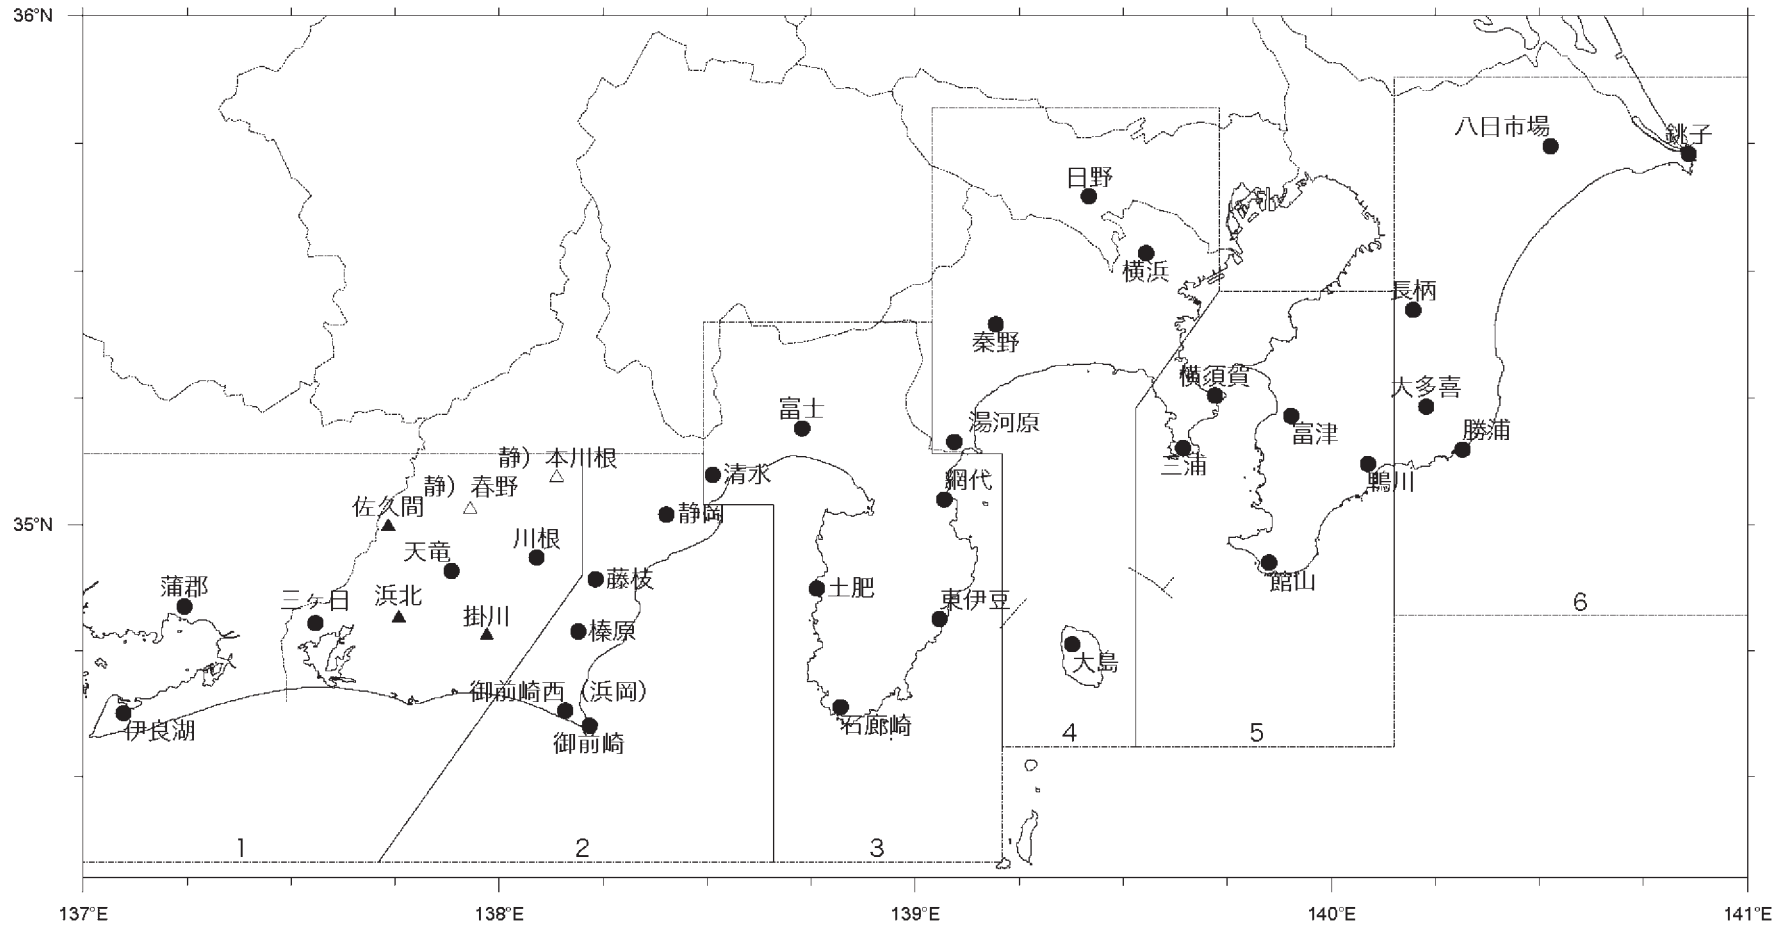 36°N
八日市場
銚子
日野
横浜
長柄
秦野
横須賀
大多喜
富士
湯河原
富津
勝浦
静）本川根
清水
三浦
静）春野
網代
鴨川
佐久間
静岡
35°N
川根
天竜
藤枝
館山
蒲郡
三ヶ日
浜北
土肥
東伊豆
6
掛川
榛原
大島
御前崎西（浜岡）
伊良湖
御前崎
石廊崎
4
5
1
2
3
137°E
138°E
139°E
140°E
141°E